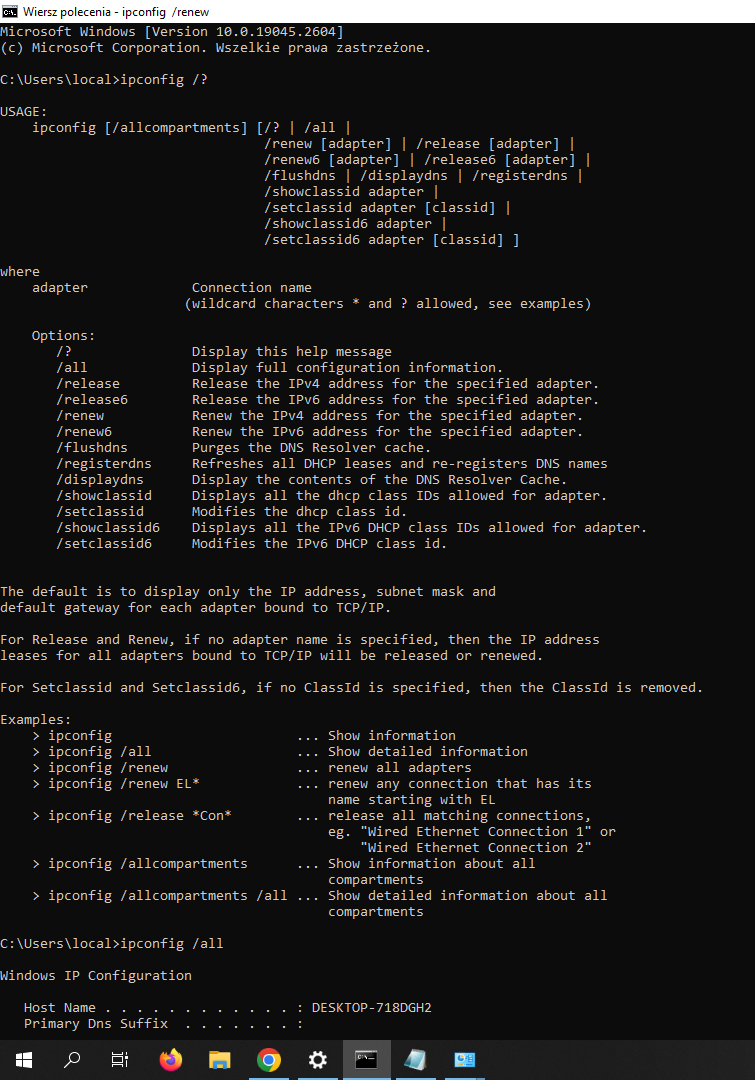 Wiersz polecenia - ipconfig /renew
Microsoft Windows [Version 10.0.19045.2604]
(c) Microsoft Corporation. Wszelkie prawa zastrzeżone.
C:\Users\local>ipconfig /?
USAGE:
    ipconfig [/allcompartments] [/? | /all |
                                 /renew [adapter] | /release [adapter] |
                                 /renew6 [adapter] | /release6 [adapter] |
                                 /flushdns | /displaydns | /registerdns |
                                 /showclassid adapter |
                                 /setclassid adapter [classid] |
                                 /showclassid6 adapter |
                                 /setclassid6 adapter [classid] ]
where
    adapter             Connection name
                       (wildcard characters * and ? allowed, see examples)
    Options:
       /?               Display this help message
       /all             Display full configuration information.
       /release         Release the IPv4 address for the specified adapter.
       /release6        Release the IPv6 address for the specified adapter.
       /renew           Renew the IPv4 address for the specified adapter.
       /renew6          Renew the IPv6 address for the specified adapter.
       /flushdns        Purges the DNS Resolver cache.
       /registerdns     Refreshes all DHCP leases and re-registers DNS names
       /displaydns      Display the contents of the DNS Resolver Cache.
       /showclassid     Displays all the dhcp class IDs allowed for adapter.
       /setclassid      Modifies the dhcp class id.
       /showclassid6    Displays all the IPv6 DHCP class IDs allowed for adapter.
       /setclassid6     Modifies the IPv6 DHCP class id.
The default is to display only the IP address, subnet mask and
default gateway for each adapter bound to TCP/IP.
For Release and Renew, if no adapter name is specified, then the IP address
leases for all adapters bound to TCP/IP will be released or renewed.
For Setclassid and Setclassid6, if no ClassId is specified, then the ClassId is removed.
Examples:
    > ipconfig                       ... Show information
    > ipconfig /all                  ... Show detailed information
    > ipconfig /renew                ... renew all adapters
    > ipconfig /renew EL*            ... renew any connection that has its
                                         name starting with EL
    > ipconfig /release *Con*        ... release all matching connections,
                                         eg. "Wired Ethernet Connection 1" or
                                             "Wired Ethernet Connection 2"
    > ipconfig /allcompartments      ... Show information about all
                                         compartments
    > ipconfig /allcompartments /all ... Show detailed information about all
                                         compartments
C:\Users\local>ipconfig /all
Windows IP Configuration
   Host Name . . . . . . . . . . . . : DESKTOP-718DGH2
   Primary Dns Suffix  . . . . . . . :